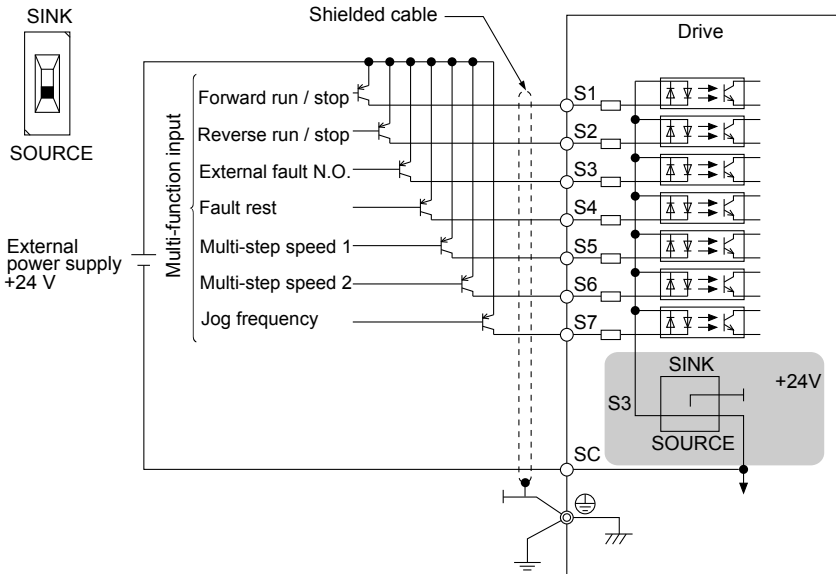 SINK
SOURCE
Shielded cable
Drive
Multi-function input
Forward run / stop
Reverse run / stop
External fault N.O.
Fault rest
Multi-step speed 1
Multi-step speed 2
Jog frequency
External
power supply
+24 V
S1
S2
S3
S4
S5
S6
S7
SINK
+24V
S3
SOURCE
SC